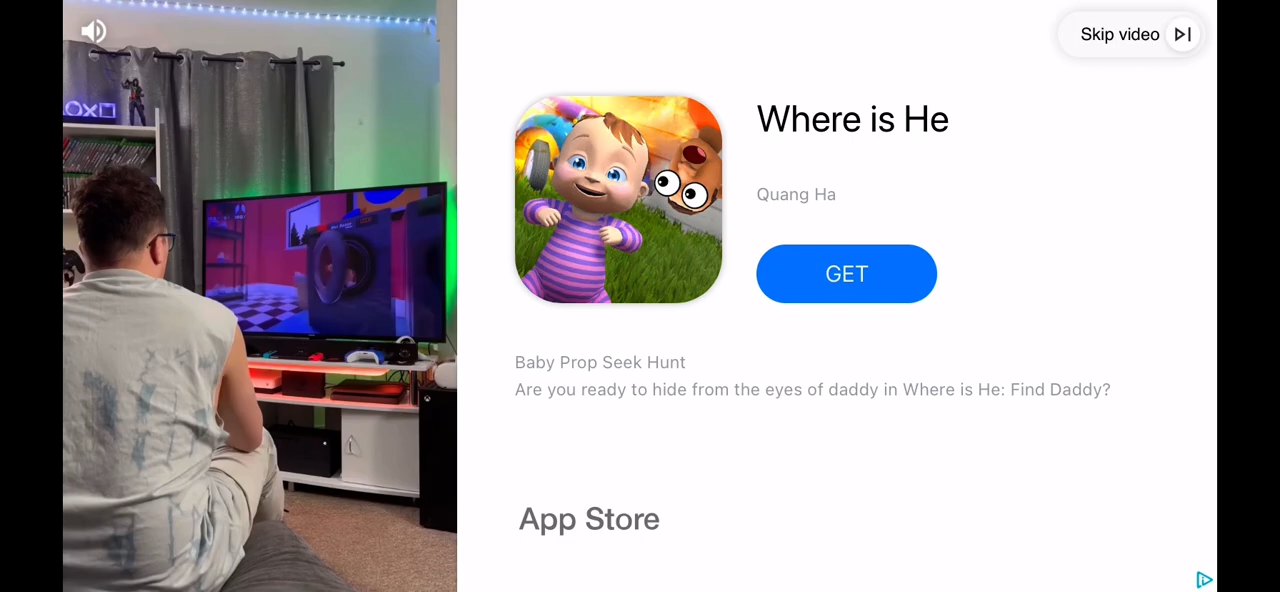 Skip video
Where is He
Quang Ha
GET
Baby Prop Seek Hunt
Are you ready to hide from the eyes of daddy in Where is He: Find Daddy?
App Store